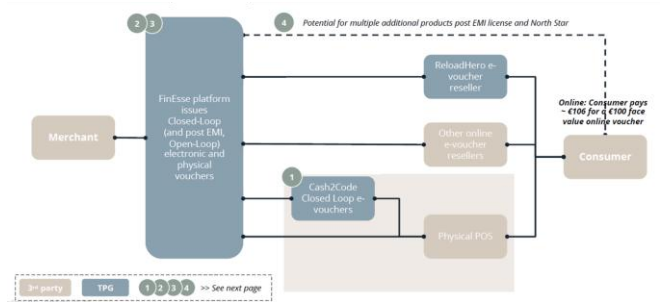 2 3
4 Potential for multiple additional products post EMI license and North Star
FinEsse platform
issues
Closed-Loop
(and post EMI,
Open-Loop)
electronic and
physical
vouchers
ReloadHero e-
voucher
reseller
Online: Consumer pays
~ €106 for a €100 face
value online voucher
Merchant
Other online
e-voucher
resellers
Consumer
1
Cash2Code
Closed Loop e-
vouchers
Physical POS
3rd party TPG 1 2 3 4 >> See next page